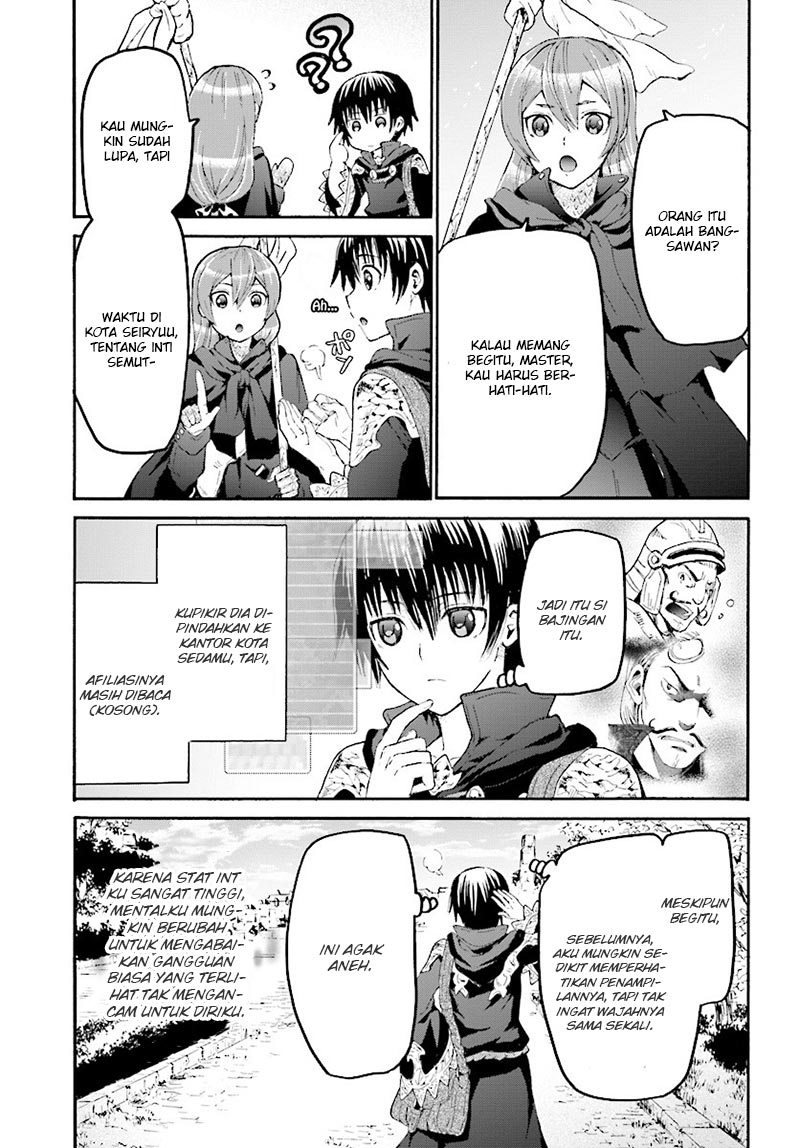 ORANG ITU
ADALAH BANG-
SAWAN?
KALAU MEMANG
BEGITU, MASTER,
KAU HARUS BER-
HATI-HATI.
??
KAU MUNG-
KIN SUDAH
LUPA, TAPI
Ah...
ポン
WAKTU DI
KOTA SEIRYUU,
TENTANG INTI
SEMUT-
JADI ITU SI
BAJINGAN
ITU.
KUPIKIR DIA DI-
PINDAHKAN KE
KANTOR KOTA
SEDAMU, TAPI,
AFILIASINYA
MASIH DIBACA
(KOSONG).
MESKIPUN
BEGITU,
SEBELUMNYA,
AKU MUNGKIN SE-
DIKIT MEMPERHA-
TIKAN PENAMPI-
LANNYA, TAPI TAK
INGAT WAJAHNYA
SAMA SEKALI.
INI AGAK
ANEH.
KARENA STAT INT
KU SANGAT TINGGI,
MENTALKU MUNG-
KIN BERUBAH
UNTUK MENGABAI-
KAN GANGGUAN
BIASA YANG TERLI-
HAT TAK MENGAN-
CAM UNTUK DIRIKU.